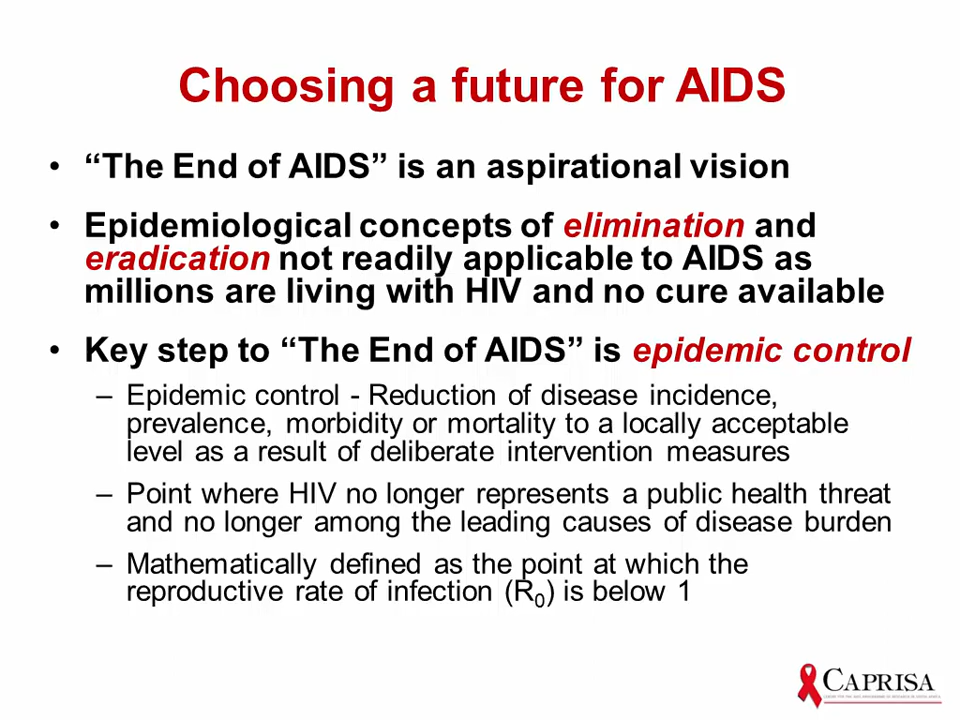 Choosing a future for AIDS
• “The End of AIDS” is an aspirational vision
• Epidemiological concepts of elimination and
eradication not readily applicable to AIDS as
millions are living with HIV and no cure available
• Key step to “The End of AIDS” is epidemic control
– Epidemic control - Reduction of disease incidence,
prevalence, morbidity or mortality to a locally acceptable
level as a result of deliberate intervention measures
– Point where HIV no longer represents a public health threat
and no longer among the leading causes of disease burden
– Mathematically defined as the point at which the
reproductive rate of infection (R0) is below 1
CAPRISA